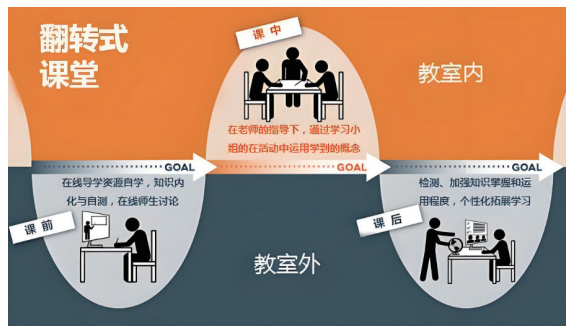 翻转式
课堂
课 中
教室内
在老师的指导下，通过学习小
组的在活动中运用学到的概念
GOAL
GOAL
GOAL
在线导学资源自学，知识内
化与自测，在线师生讨论
课 前
检测、加强知识掌握和运
用程度，个性化拓展学习
课 后
教室外